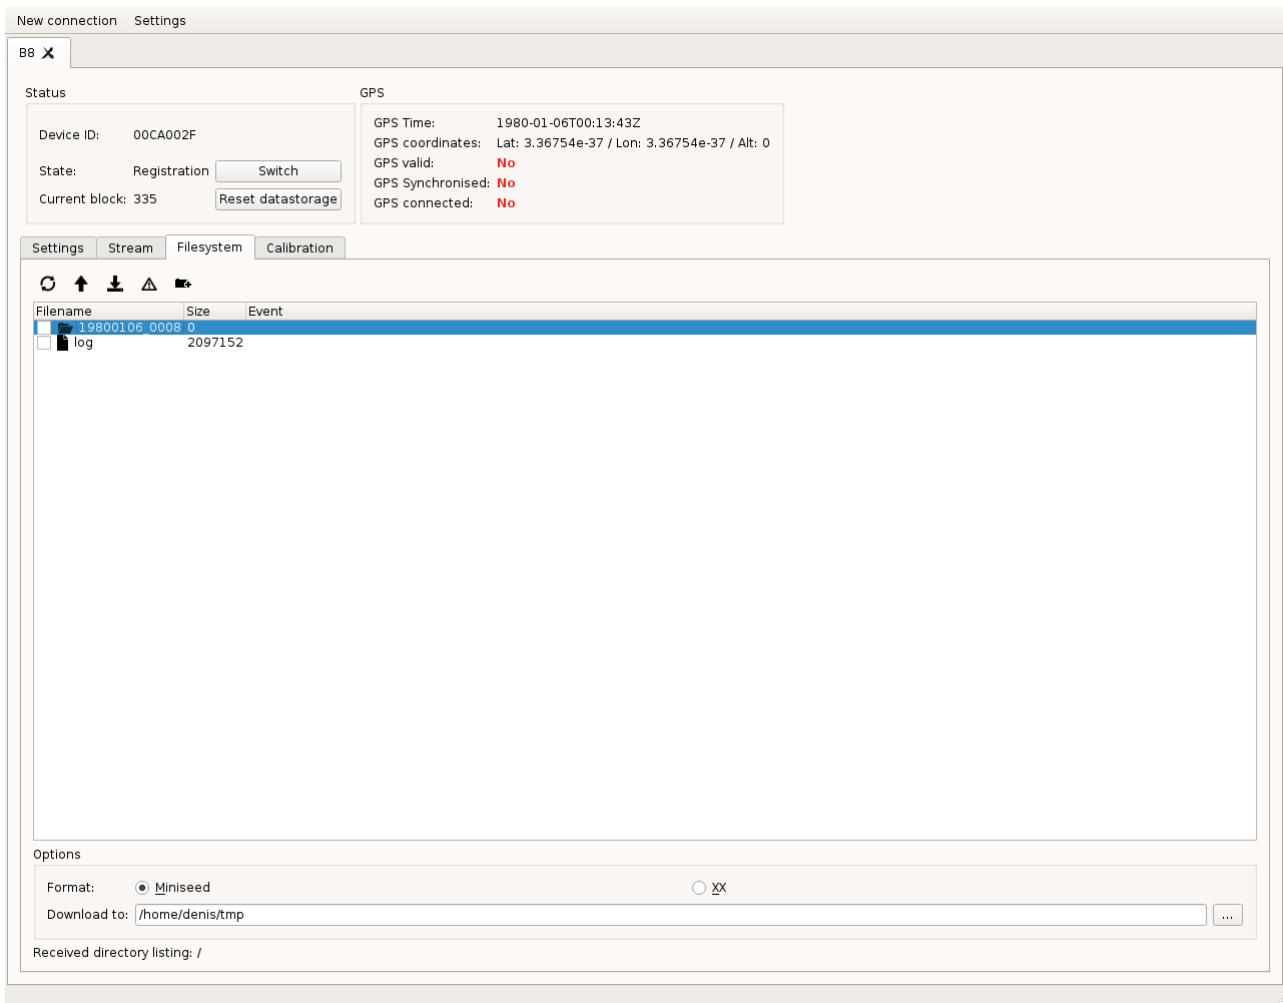 New connection Settings
B8
Status
Device ID: 00CA002F
State: Registration Switch
Current block: 335 Reset datastorage
GPS
GPS Time: 1980-01-06T00:13:43Z
GPS coordinates: Lat: 3.36754e-37 / Lon: 3.36754e-37 / Alt: 0
GPS valid: No
GPS Synchronised: No
GPS connected: No
Settings Stream Filesystem Calibration
Filename Size Event
19800106_0008 0
log 2097152
Options
Format: Miniseed XX
Download to: /home/denis/tmp ...
Received directory listing: /